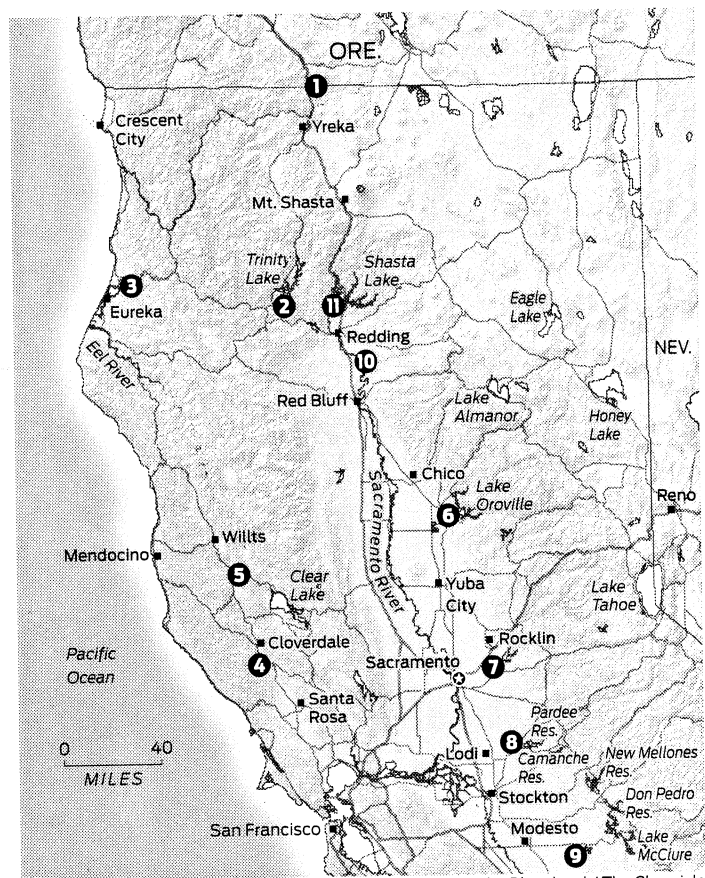 ORE.
1
Crescent
City
Yreka
Mt. Shasta
Trinity
Lake
Shasta
Lake
3
2
11
Eureka
Eagle
Lake
Redding
Eel River
10
NEV.
Red Bluff
Lake
Almanor
Honey
Lake
Chico
Sacramento River
Lake
Oroville
Reno
6
Willts
Mendocino
5
Clear
Lake
Yuba
City
Lake
Tahoe
Cloverdale
Rocklin
4
Sacramento
7
Pacific
Ocean
Santa
Rosa
Pardee
Res.
0 40
MILES
8
Lodi
Camanche
Res.
New Mellones
Res.
Stockton
Don Pedro
Res.
San Francisco
Modesto
Lake
McClure
9